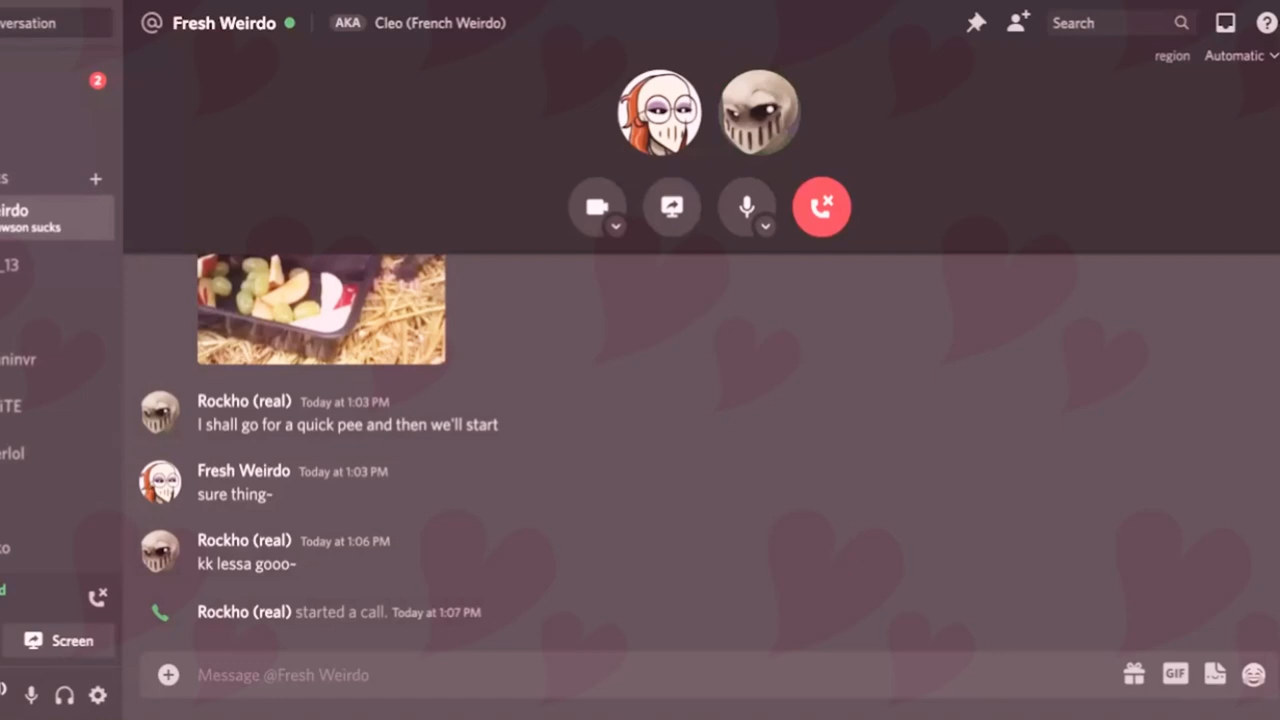 versation
@ Fresh Weirdo AKA Cleo (French Weirdo)
Search
region Automatic
2
S
irdo
wson sucks
_13
ninvr
iTE
erlol
Rockho (real) Today at 1:03 PM
I shall go for a quick pee and then we'll start
Fresh Weirdo Today at 1:03 PM
sure thing~
Rockho (real) Today at 1:06 PM
kk lessa gooo~
Rockho (real) started a call. Today at 1:07 PM
Screen
Message @Fresh Weirdo
GIF